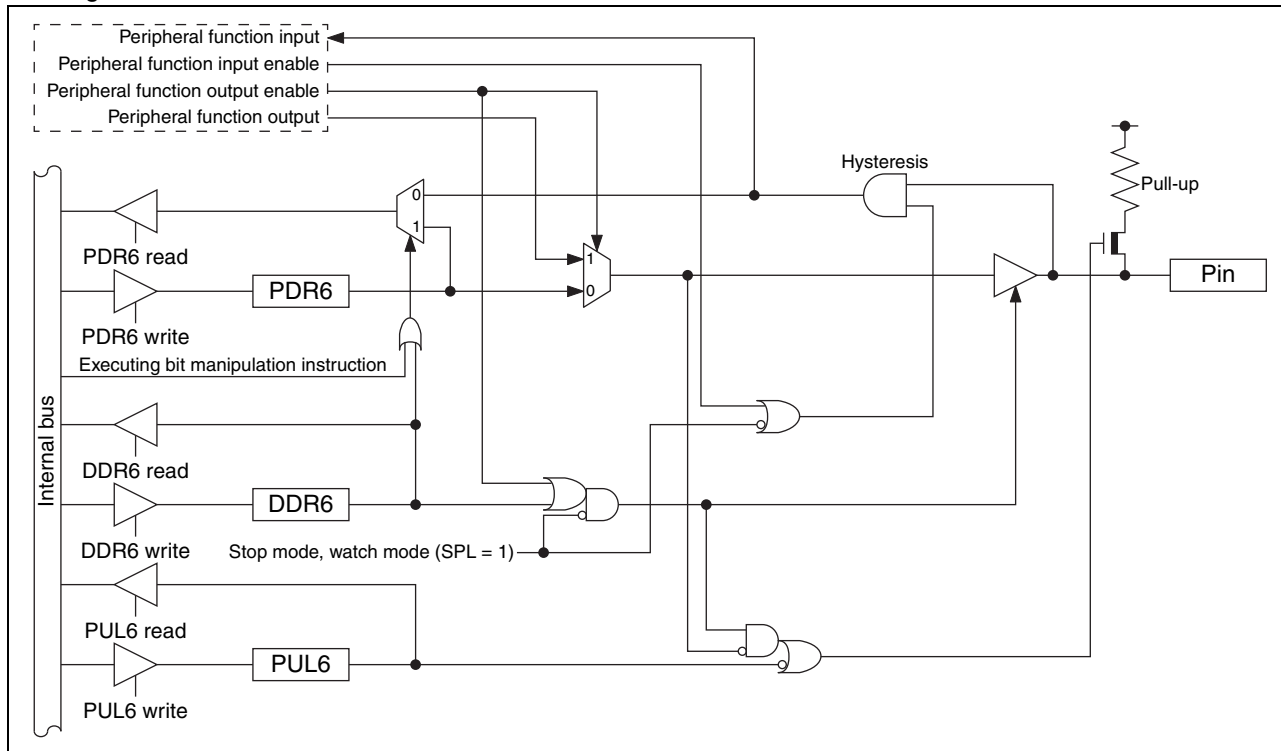 Peripheral function input
Peripheral function input enable
Peripheral function output enable
Peripheral function output
Hysteresis
Pull-up
0
1
PDR6 read
1
0
PDR6
Pin
PDR6 write
Executing bit manipulation instruction
Internal bus
DDR6 read
DDR6
DDR6 write
Stop mode, watch mode (SPL = 1)
PUL6 read
PUL6
PUL6 write